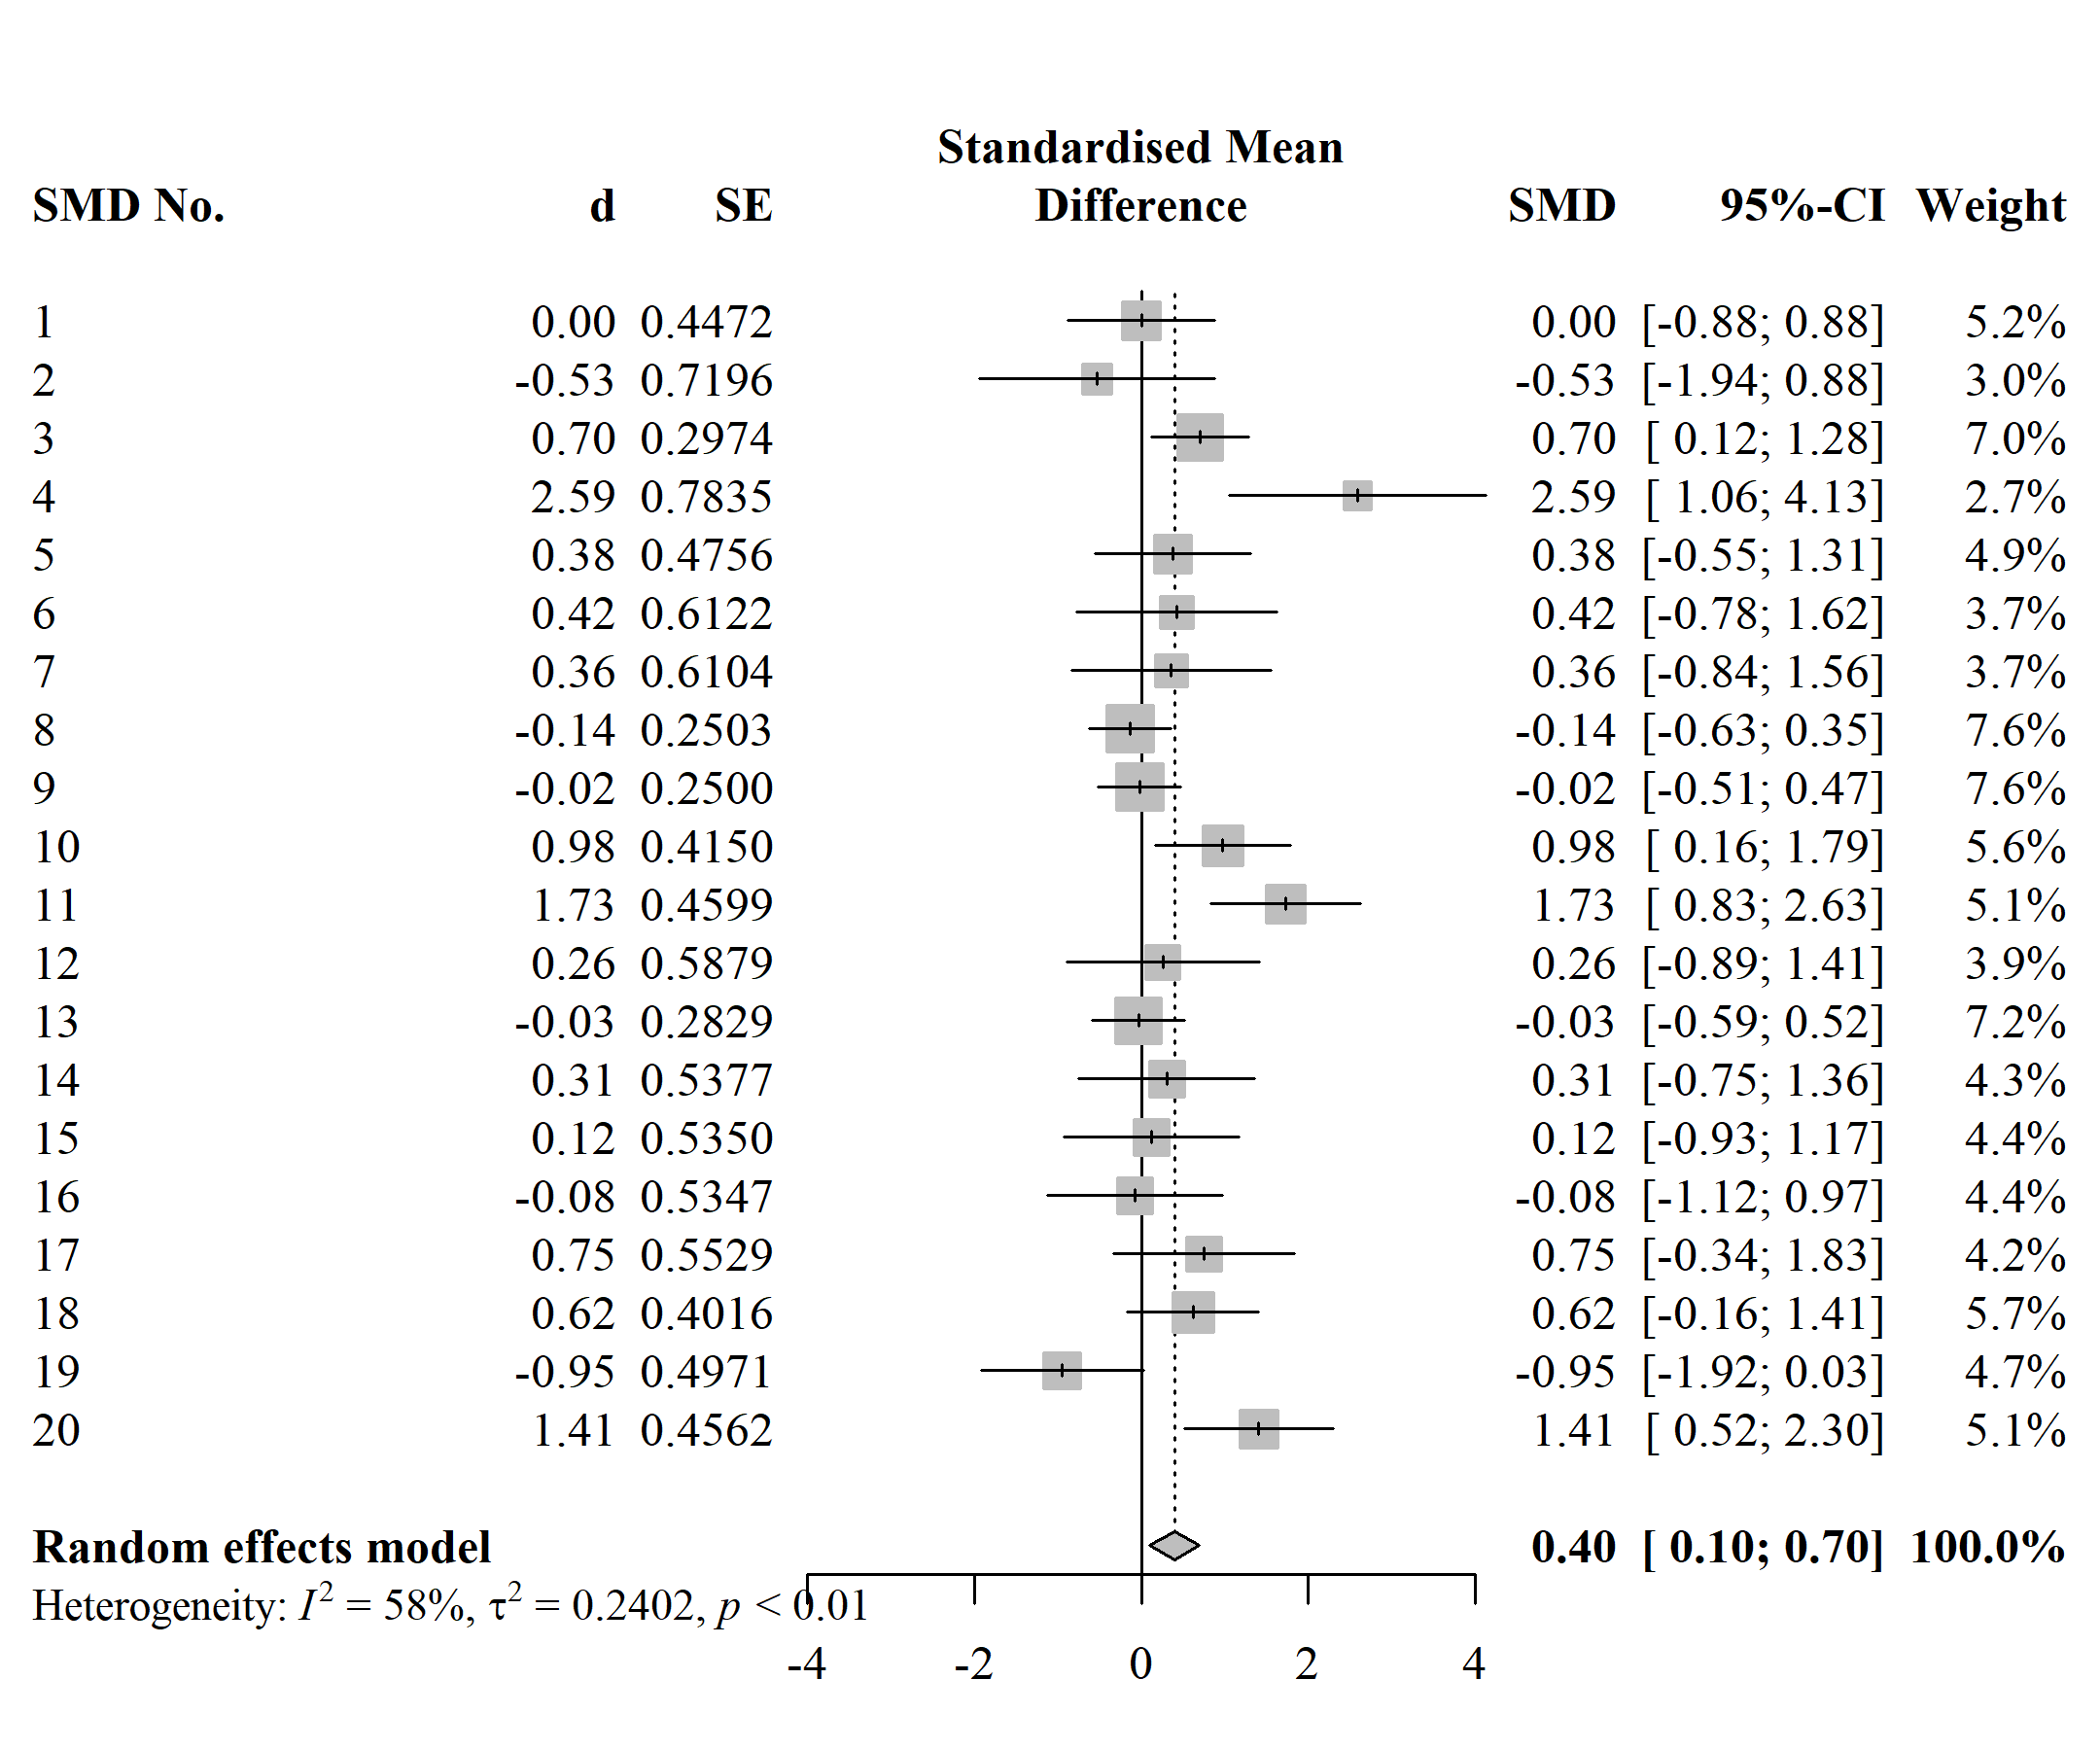 Standardised Mean
SMD No. d SE Difference SMD 95%-CI Weight
1 0.00 0.4472 0.00 [-0.88; 0.88] 5.2%
2 -0.53 0.7196 -0.53 [-1.94; 0.88] 3.0%
3 0.70 0.2974 0.70 [ 0.12; 1.28] 7.0%
4 2.59 0.7835 2.59 [ 1.06; 4.13] 2.7%
5 0.38 0.4756 0.38 [-0.55; 1.31] 4.9%
6 0.42 0.6122 0.42 [-0.78; 1.62] 3.7%
7 0.36 0.6104 0.36 [-0.84; 1.56] 3.7%
8 -0.14 0.2503 -0.14 [-0.63; 0.35] 7.6%
9 -0.02 0.2500 -0.02 [-0.51; 0.47] 7.6%
10 0.98 0.4150 0.98 [ 0.16; 1.79] 5.6%
11 1.73 0.4599 1.73 [ 0.83; 2.63] 5.1%
12 0.26 0.5879 0.26 [-0.89; 1.41] 3.9%
13 -0.03 0.2829 -0.03 [-0.59; 0.52] 7.2%
14 0.31 0.5377 0.31 [-0.75; 1.36] 4.3%
15 0.12 0.5350 0.12 [-0.93; 1.17] 4.4%
16 -0.08 0.5347 -0.08 [-1.12; 0.97] 4.4%
17 0.75 0.5529 0.75 [-0.34; 1.83] 4.2%
18 0.62 0.4016 0.62 [-0.16; 1.41] 5.7%
19 -0.95 0.4971 -0.95 [-1.92; 0.03] 4.7%
20 1.41 0.4562 1.41 [ 0.52; 2.30] 5.1%
Random effects model 0.40 [ 0.10; 0.70] 100.0%
Heterogeneity: I² = 58%, τ² = 0.2402, p < 0.01
-4 -2 0 2 4